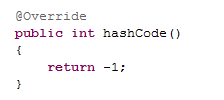 @Override
public int hashCode()
{
    return -1;
}